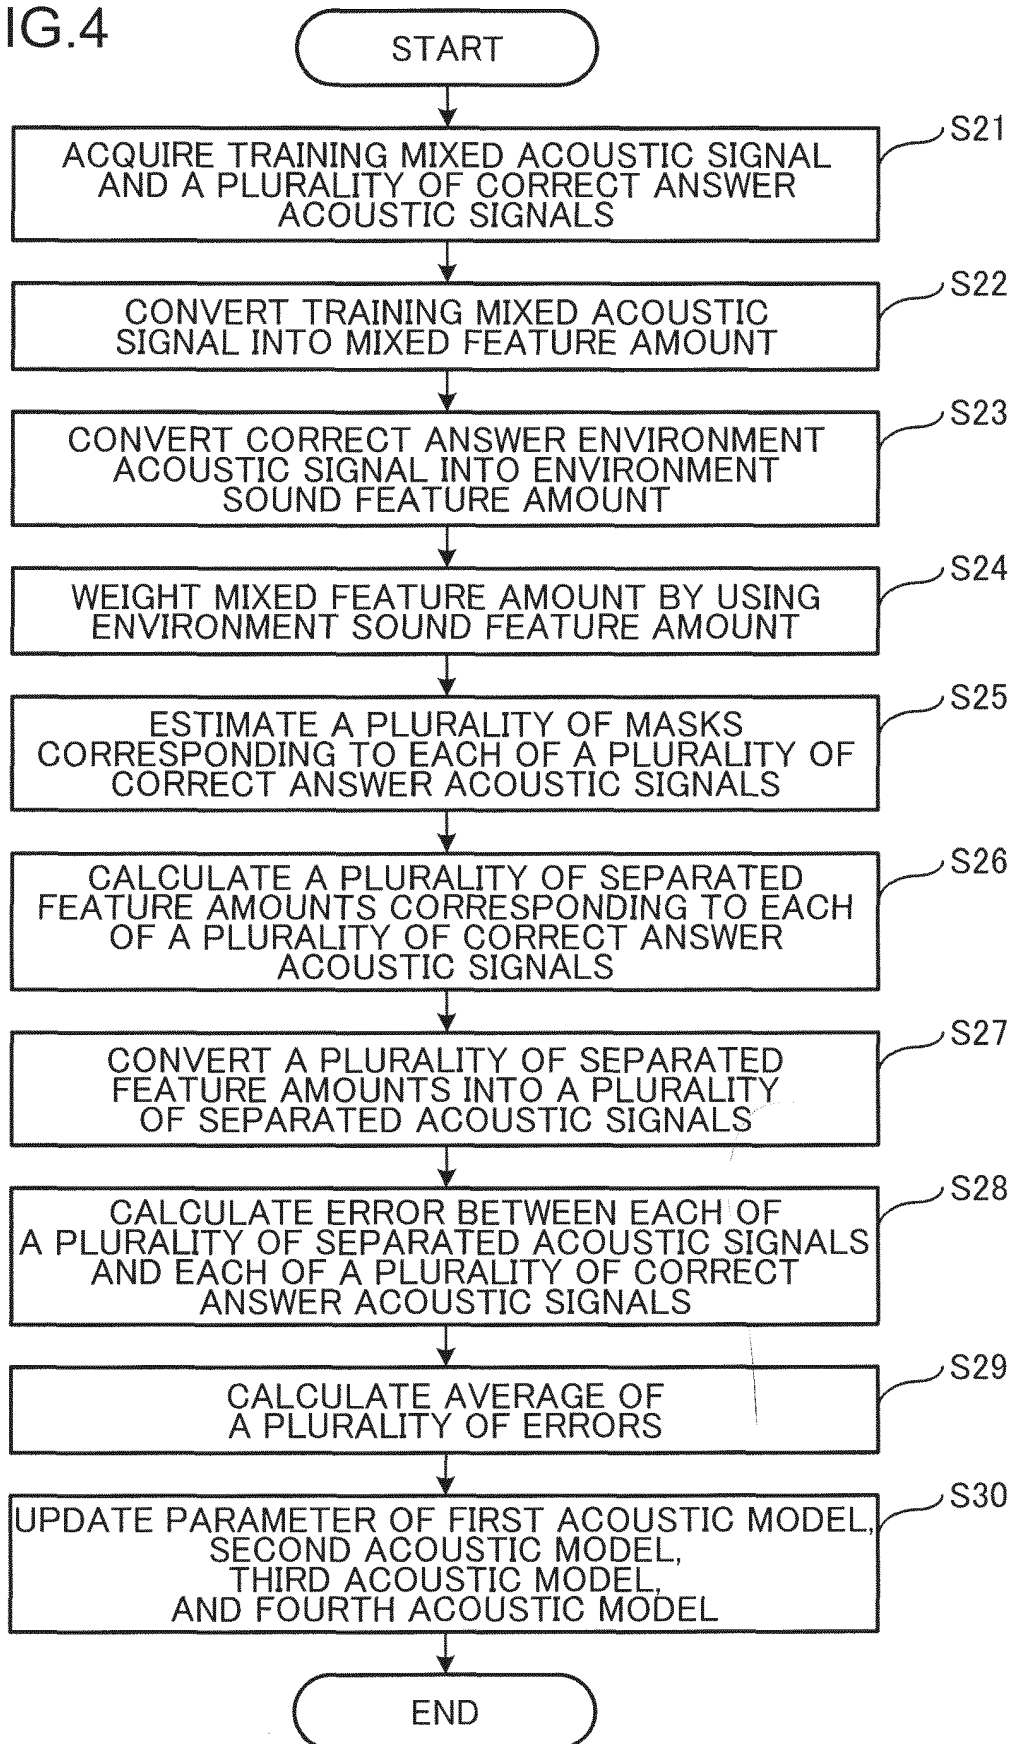 IG.4
START
S21
ACQUIRE TRAINING MIXED ACOUSTIC SIGNAL
AND A PLURALITY OF CORRECT ANSWER
ACOUSTIC SIGNALS
S22
CONVERT TRAINING MIXED ACOUSTIC
SIGNAL INTO MIXED FEATURE AMOUNT
S23
CONVERT CORRECT ANSWER ENVIRONMENT
ACOUSTIC SIGNAL INTO ENVIRONMENT
SOUND FEATURE AMOUNT
S24
WEIGHT MIXED FEATURE AMOUNT BY USING
ENVIRONMENT SOUND FEATURE AMOUNT
S25
ESTIMATE A PLURALITY OF MASKS
CORRESPONDING TO EACH OF A PLURALITY OF
CORRECT ANSWER ACOUSTIC SIGNALS
S26
CALCULATE A PLURALITY OF SEPARATED
FEATURE AMOUNTS CORRESPONDING TO EACH
OF A PLURALITY OF CORRECT ANSWER
ACOUSTIC SIGNALS
S27
CONVERT A PLURALITY OF SEPARATED
FEATURE AMOUNTS INTO A PLURALITY
OF SEPARATED ACOUSTIC SIGNALS
S28
CALCULATE ERROR BETWEEN EACH OF
A PLURALITY OF SEPARATED ACOUSTIC SIGNALS
AND EACH OF A PLURALITY OF CORRECT
ANSWER ACOUSTIC SIGNALS
S29
CALCULATE AVERAGE OF
A PLURALITY OF ERRORS
S30
UPDATE PARAMETER OF FIRST ACOUSTIC MODEL,
SECOND ACOUSTIC MODEL,
THIRD ACOUSTIC MODEL,
AND FOURTH ACOUSTIC MODEL
END